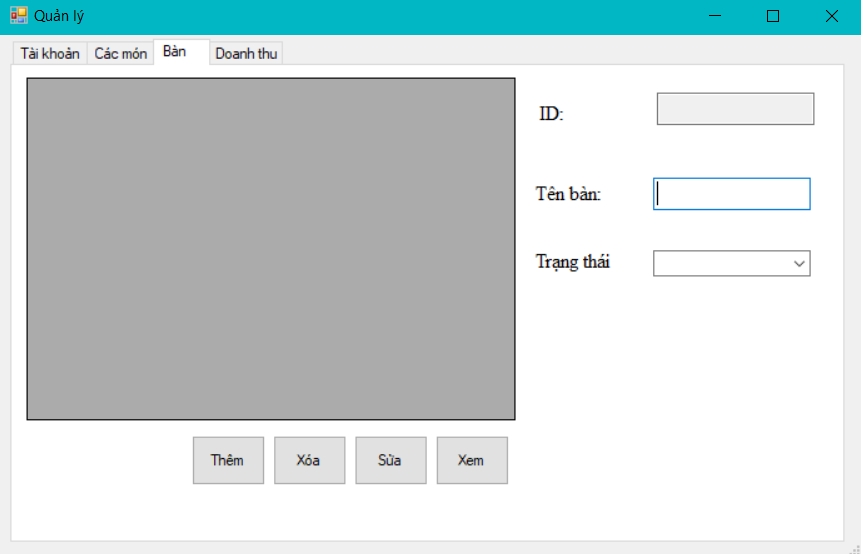 Quản lý
Tài khoản Các món Bàn Doanh thu
ID:
Tên bàn:
Trạng thái
Thêm Xóa Sửa Xem